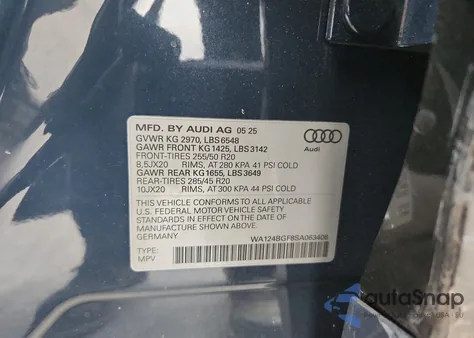 MFD. BY AUDI AG 05 25
GVWR KG 2970, LBS 6548
GAWR FRONT KG 1425, LBS 3142
FRONT-TIRES 255/50 R20
8,5JX20 RIMS, AT 280 KPA 41 PSI COLD
GAWR REAR KG 1655, LBS 3649
REAR-TIRES 285/45 R20
10JX20 RIMS, AT 300 KPA 44 PSI COLD
Audi
THIS VEHICLE CONFORMS TO ALL APPLICABLE
U.S. FEDERAL MOTOR VEHICLE SAFETY
STANDARDS IN EFFECT ON THE DATE OF
MANUFACTURE SHOWN ABOVE
GERMANY
WA124BGF8SA063406
TYPE:
MPV
autaSnap